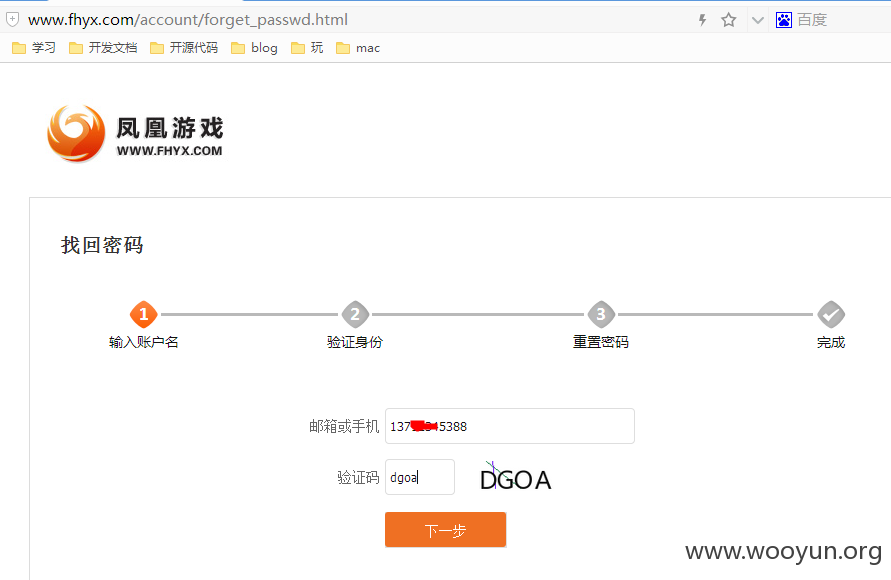 www.fhyx.com/account/forget_passwd.html
百度
学习 开发文档 开源代码 blog 玩 mac
凤凰游戏
WWW.FHYX.COM
找回密码
1 2 3
输入账户名 验证身份 重置密码 完成
邮箱或手机 137 45388
验证码 dgoa DGOA
下一步
www.wooyun.org